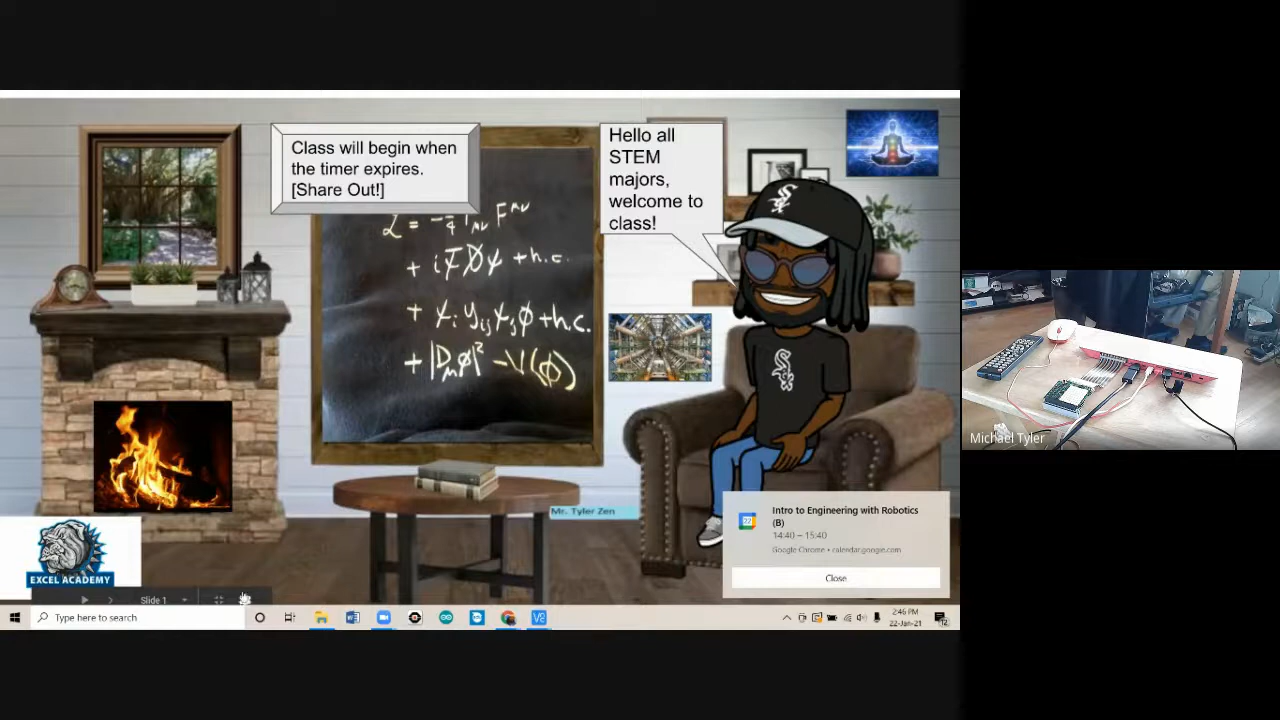 Class will begin when
the timer expires.
[Share Out!]
Hello all
STEM
majors,
welcome to
class!
+ h.c.
+ h.c.
Mr. Tyler Zen
EXCEL ACADEMY
Intro to Engineering with Robotics
(B)
14:40 – 15:40
Google Chrome • calendar.google.com
Close
Slide 1
Type here to search
2:46 PM
22-Jan-21
Michael Tyler